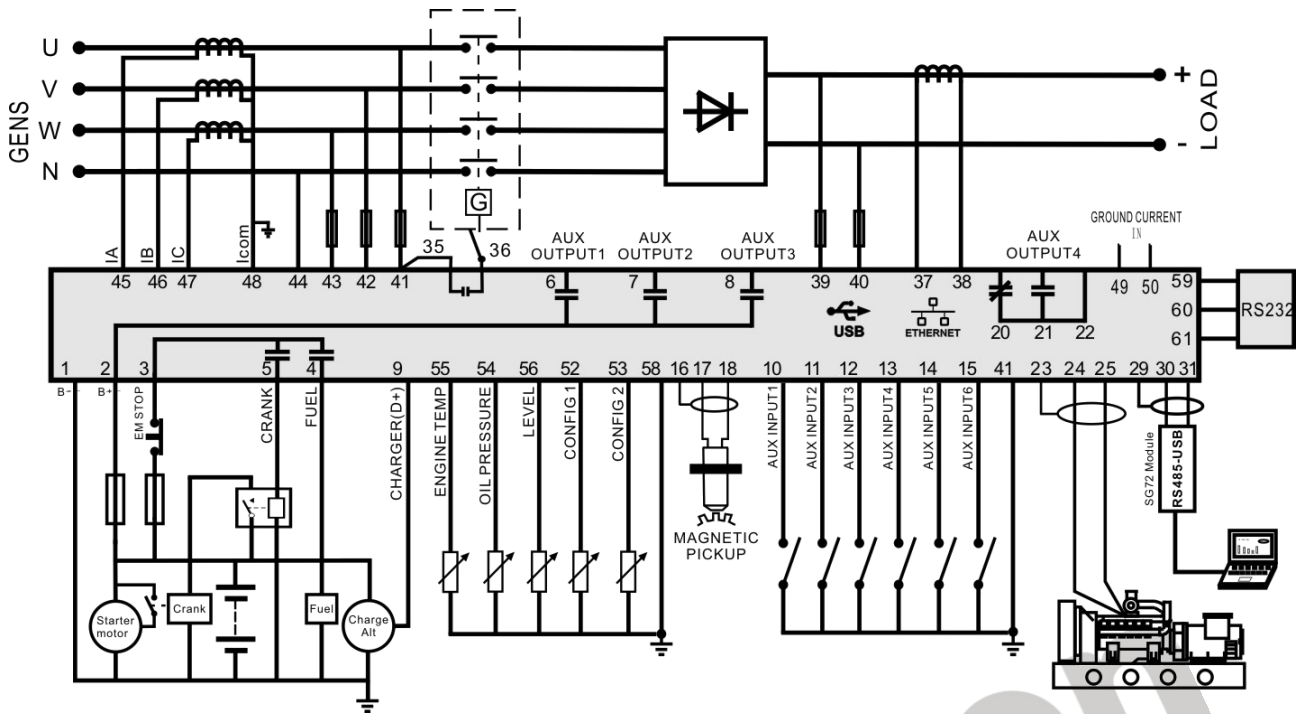 GENS
U
V
W
N
G
+
-
LOAD
IA
IB
IC
Icom
35
36
AUX OUTPUT1
AUX OUTPUT2
AUX OUTPUT3
AUX OUTPUT4
GROUND CURRENT
IN
45 46 47 48 44 43 42 41
6 7 8
39 40 37 38
20 21 22
49 50
59
60
61
RS232
USB
ETHERNET
1 2 3 5 4 9 55 54 56 52 53 58 16 17 18 10 11 12 13 14 15 41 23 24 25 29 30 31
B-
B+
EM STOP
CRANK
FUEL
CHARGER(D+)
ENGINE TEMP
OIL PRESSURE
LEVEL
CONFIG 1
CONFIG 2
MAGNETIC
PICKUP
AUX INPUT1
AUX INPUT2
AUX INPUT3
AUX INPUT4
AUX INPUT5
AUX INPUT6
SG72 Module
RS485-USB
Starter
motor
Crank
Fuel
Charge
Alt